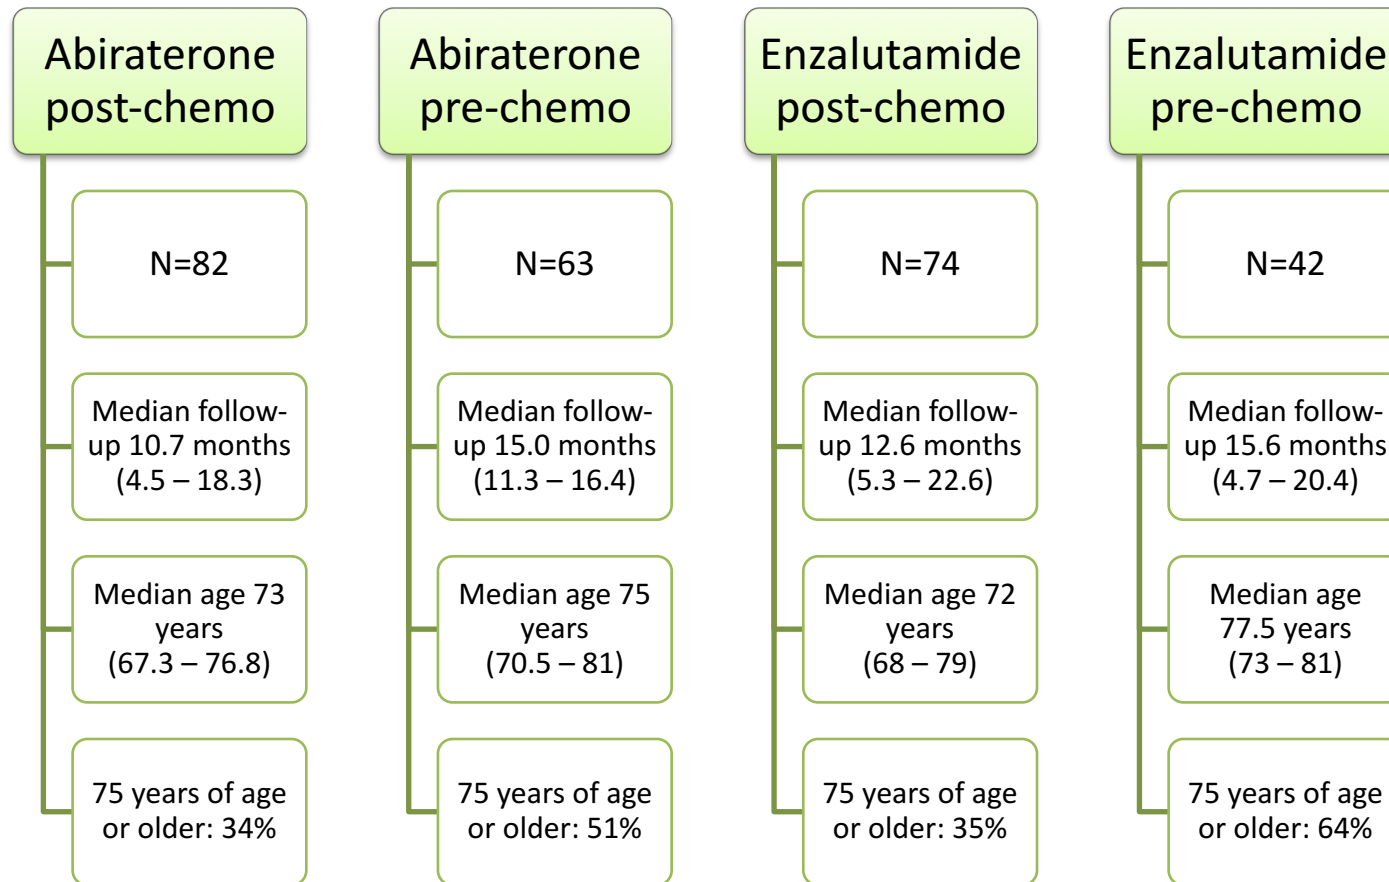 Abiraterone
post-chemo
N=82
Median follow-
up 10.7 months
(4.5 – 18.3)
Median age 73
years
(67.3 – 76.8)
75 years of age
or older: 34%
Abiraterone
pre-chemo
N=63
Median follow-
up 15.0 months
(11.3 – 16.4)
Median age 75
years
(70.5 – 81)
75 years of age
or older: 51%
Enzalutamide
post-chemo
N=74
Median follow-
up 12.6 months
(5.3 – 22.6)
Median age 72
years
(68 – 79)
75 years of age
or older: 35%
Enzalutamide
pre-chemo
N=42
Median follow-
up 15.6 months
(4.7 – 20.4)
Median age
77.5 years
(73 – 81)
75 years of age
or older: 64%